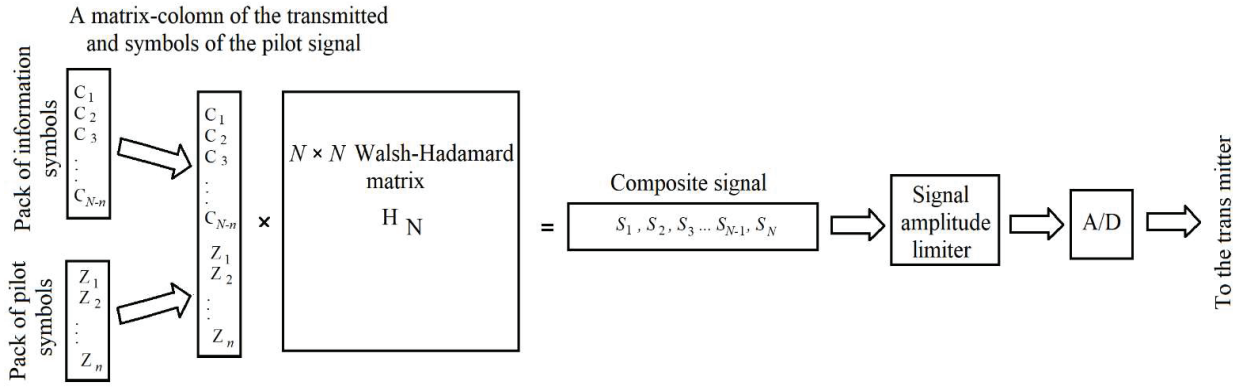 A matrix-colomn of the transmitted
and symbols of the pilot signal
Pack of information
symbols
C1
C2
C3
.
.
.
CN-n
Pack of pilot
symbols
Z1
Z2
.
.
.
Zn
C1
C2
C3
.
.
.
CN-n
Z1
Z2
.
.
.
Zn
×
N × N Walsh-Hadamard
matrix
HN
=
Composite signal
S1 , S2, S3 ... SN-1, SN
Signal
amplitude
limiter
A/D
To the trans mitter